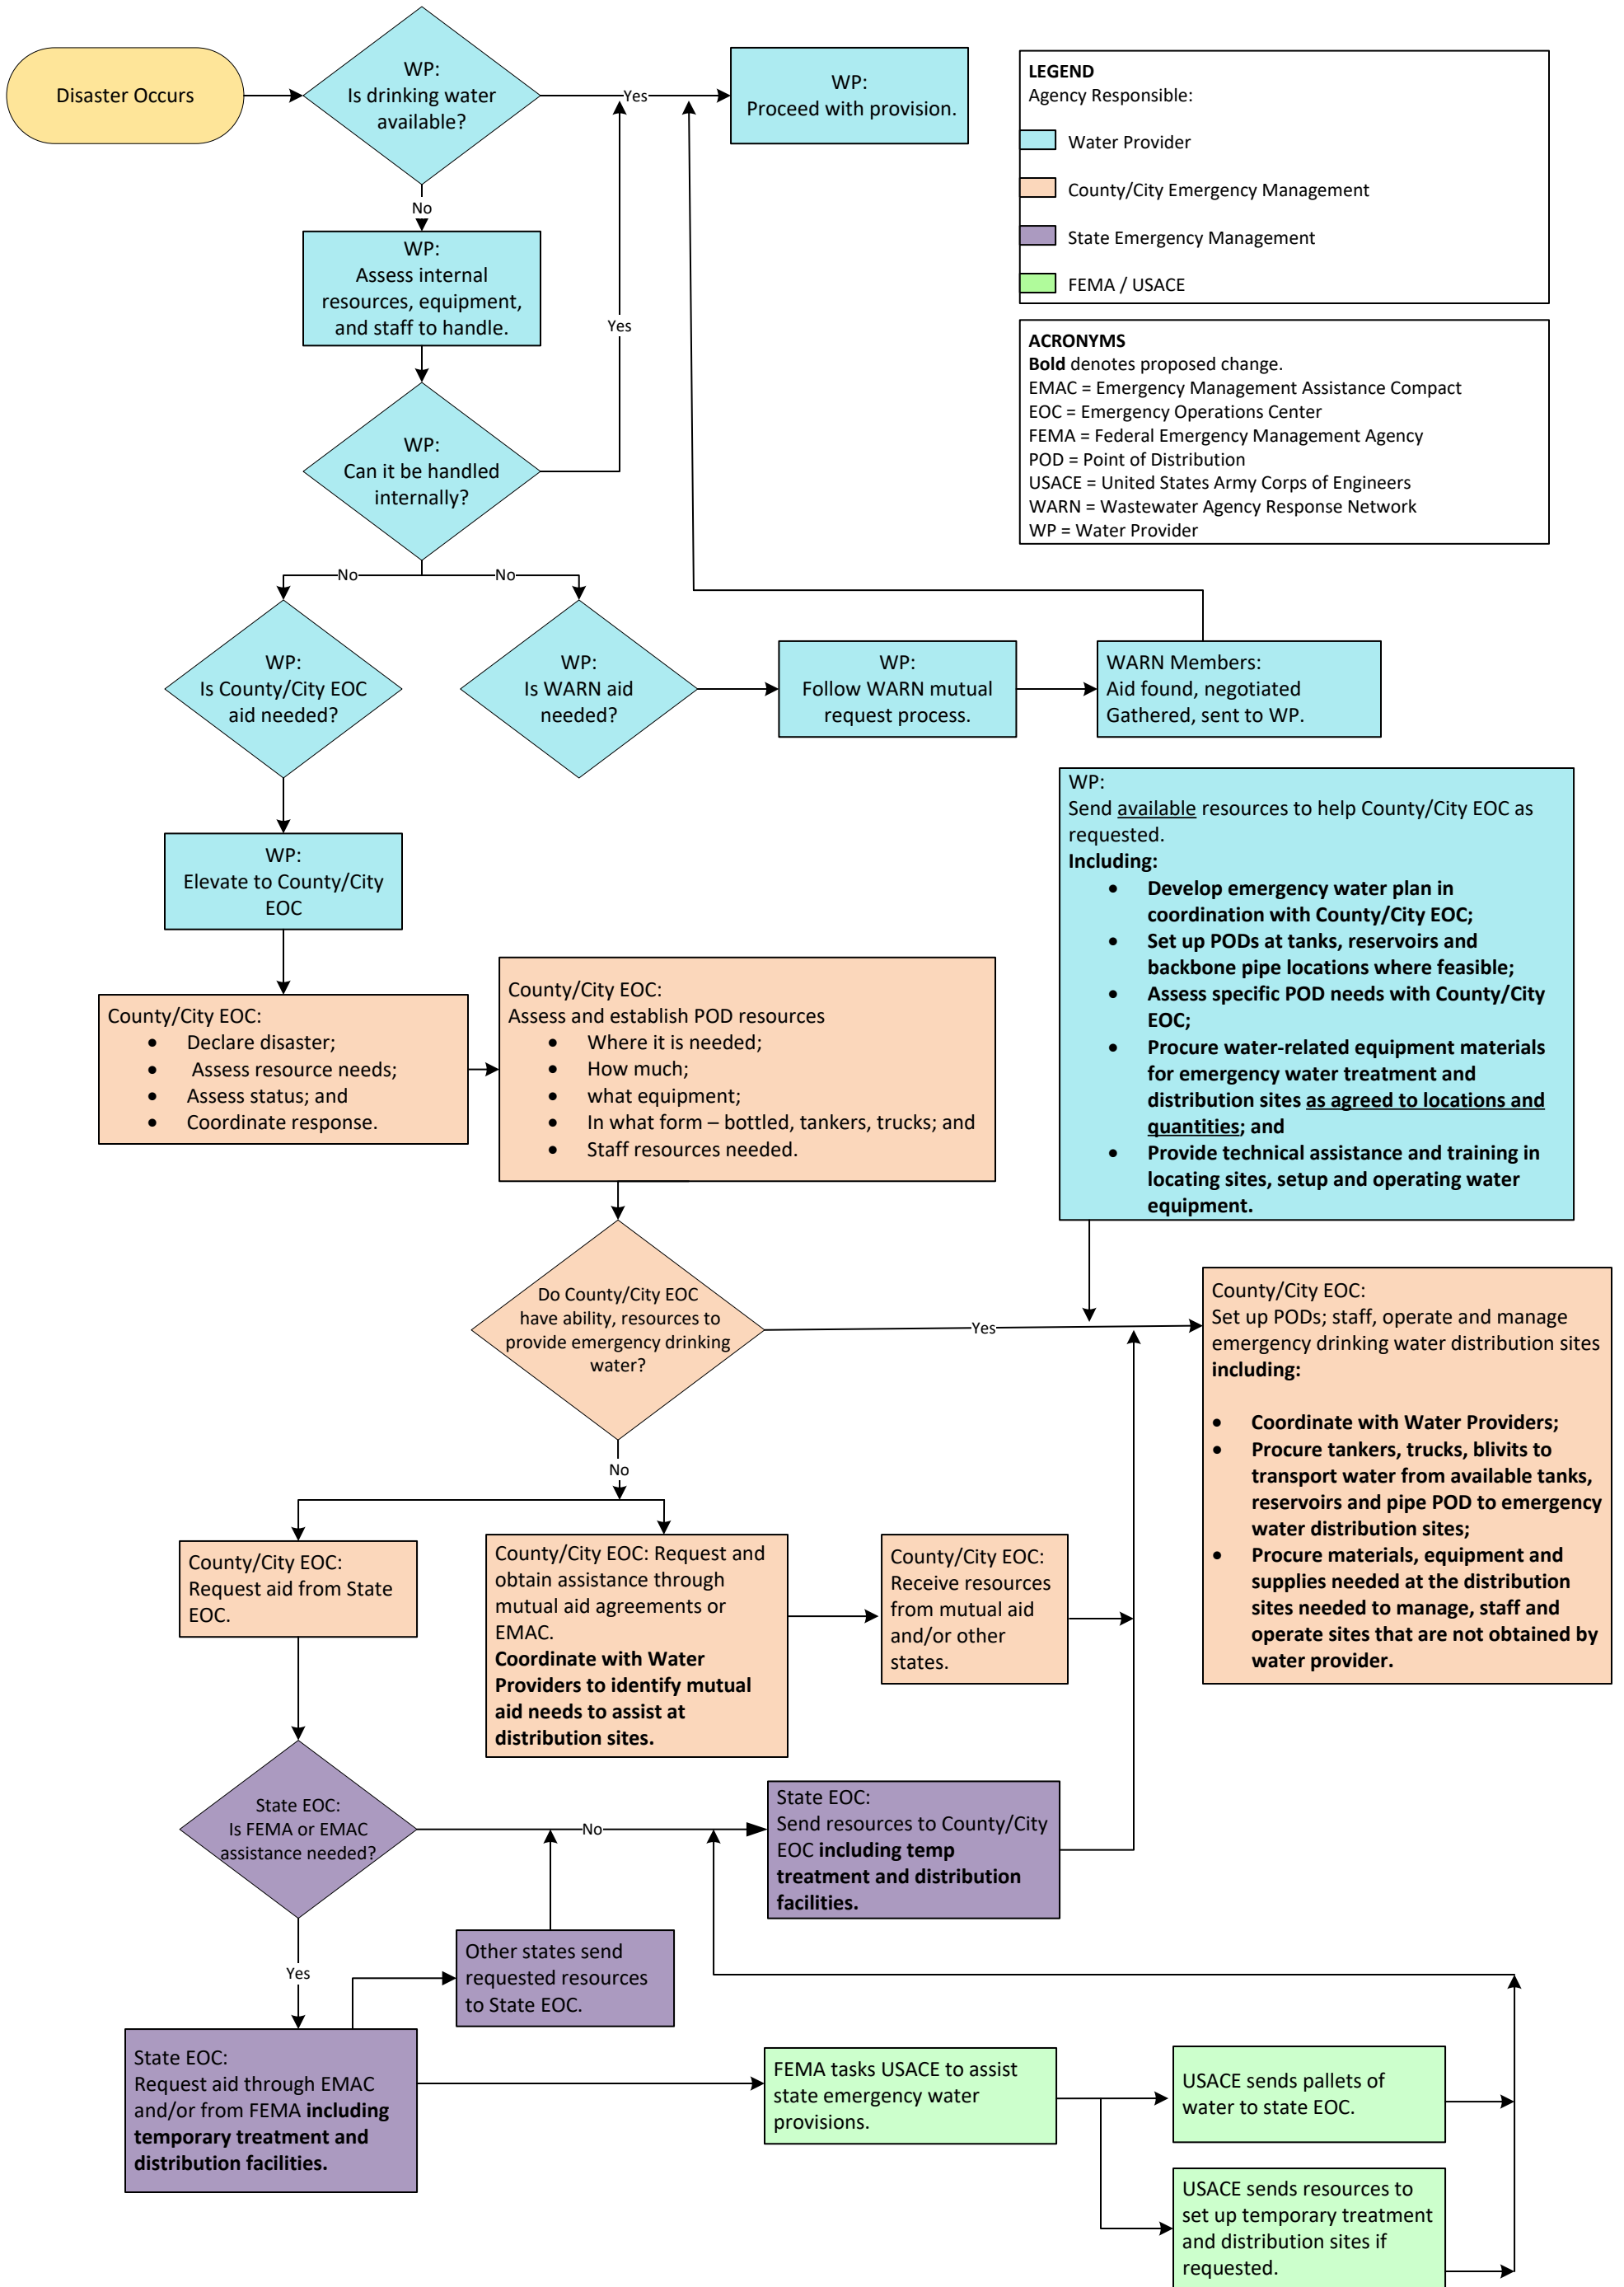 Disaster Occurs
WP:
Is drinking water
available?
Yes
WP:
Proceed with provision.
LEGEND
Agency Responsible:
Water Provider
County/City Emergency Management
State Emergency Management
FEMA / USACE
No
WP:
Assess internal
resources, equipment,
and staff to handle.
Yes
ACRONYMS
Bold denotes proposed change.
EMAC = Emergency Management Assistance Compact
EOC = Emergency Operations Center
FEMA = Federal Emergency Management Agency
POD = Point of Distribution
USACE = United States Army Corps of Engineers
WARN = Wastewater Agency Response Network
WP = Water Provider
WP:
Can it be handled
internally?
No
No
WP:
Is County/City EOC
aid needed?
WP:
Is WARN aid
needed?
WP:
Follow WARN mutual
request process.
WARN Members:
Aid found, negotiated
Gathered, sent to WP.
WP:
Elevate to County/City
EOC
WP:
Send available resources to help County/City EOC as
requested.
Including:
• Develop emergency water plan in
coordination with County/City EOC;
• Set up PODs at tanks, reservoirs and
backbone pipe locations where feasible;
• Assess specific POD needs with County/City
EOC;
• Procure water-related equipment materials
for emergency water treatment and
distribution sites as agreed to locations and
quantities; and
• Provide technical assistance and training in
locating sites, setup and operating water
equipment.
County/City EOC:
• Declare disaster;
• Assess resource needs;
• Assess status; and
• Coordinate response.
County/City EOC:
Assess and establish POD resources
• Where it is needed;
• How much;
• what equipment;
• In what form – bottled, tankers, trucks; and
• Staff resources needed.
Do County/City EOC
have ability, resources to
provide emergency drinking
water?
Yes
County/City EOC:
Set up PODs; staff, operate and manage
emergency drinking water distribution sites
including:
• Coordinate with Water Providers;
• Procure tankers, trucks, blivits to
transport water from available tanks,
reservoirs and pipe POD to emergency
water distribution sites;
• Procure materials, equipment and
supplies needed at the distribution
sites needed to manage, staff and
operate sites that are not obtained by
water provider.
No
County/City EOC:
Request aid from State
EOC.
County/City EOC: Request and
obtain assistance through
mutual aid agreements or
EMAC.
Coordinate with Water
Providers to identify mutual
aid needs to assist at
distribution sites.
County/City EOC:
Receive resources
from mutual aid
and/or other
states.
State EOC:
Is FEMA or EMAC
assistance needed?
No
State EOC:
Send resources to County/City
EOC including temp
treatment and distribution
facilities.
Yes
Other states send
requested resources
to State EOC.
State EOC:
Request aid through EMAC
and/or from FEMA including
temporary treatment and
distribution facilities.
FEMA tasks USACE to assist
state emergency water
provisions.
USACE sends pallets of
water to state EOC.
USACE sends resources to
set up temporary treatment
and distribution sites if
requested.